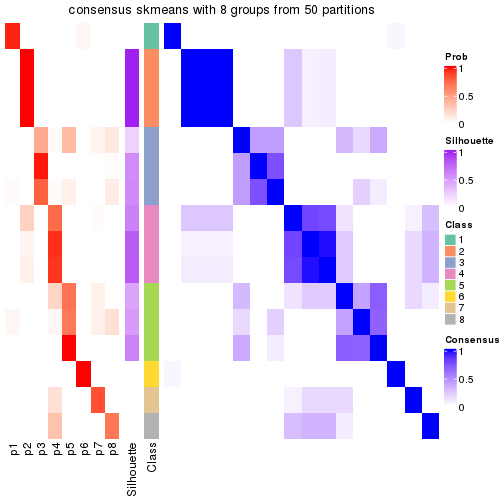 consensus skmeans with 8 groups from 50 partitions
Prob
1
0.5
0
Silhouette
1
0.5
0
Class
1
2
3
4
5
6
7
8
Consensus
1
0.5
0
p1
p2
p3
p4
p5
p6
p7
p8
Silhouette
Class